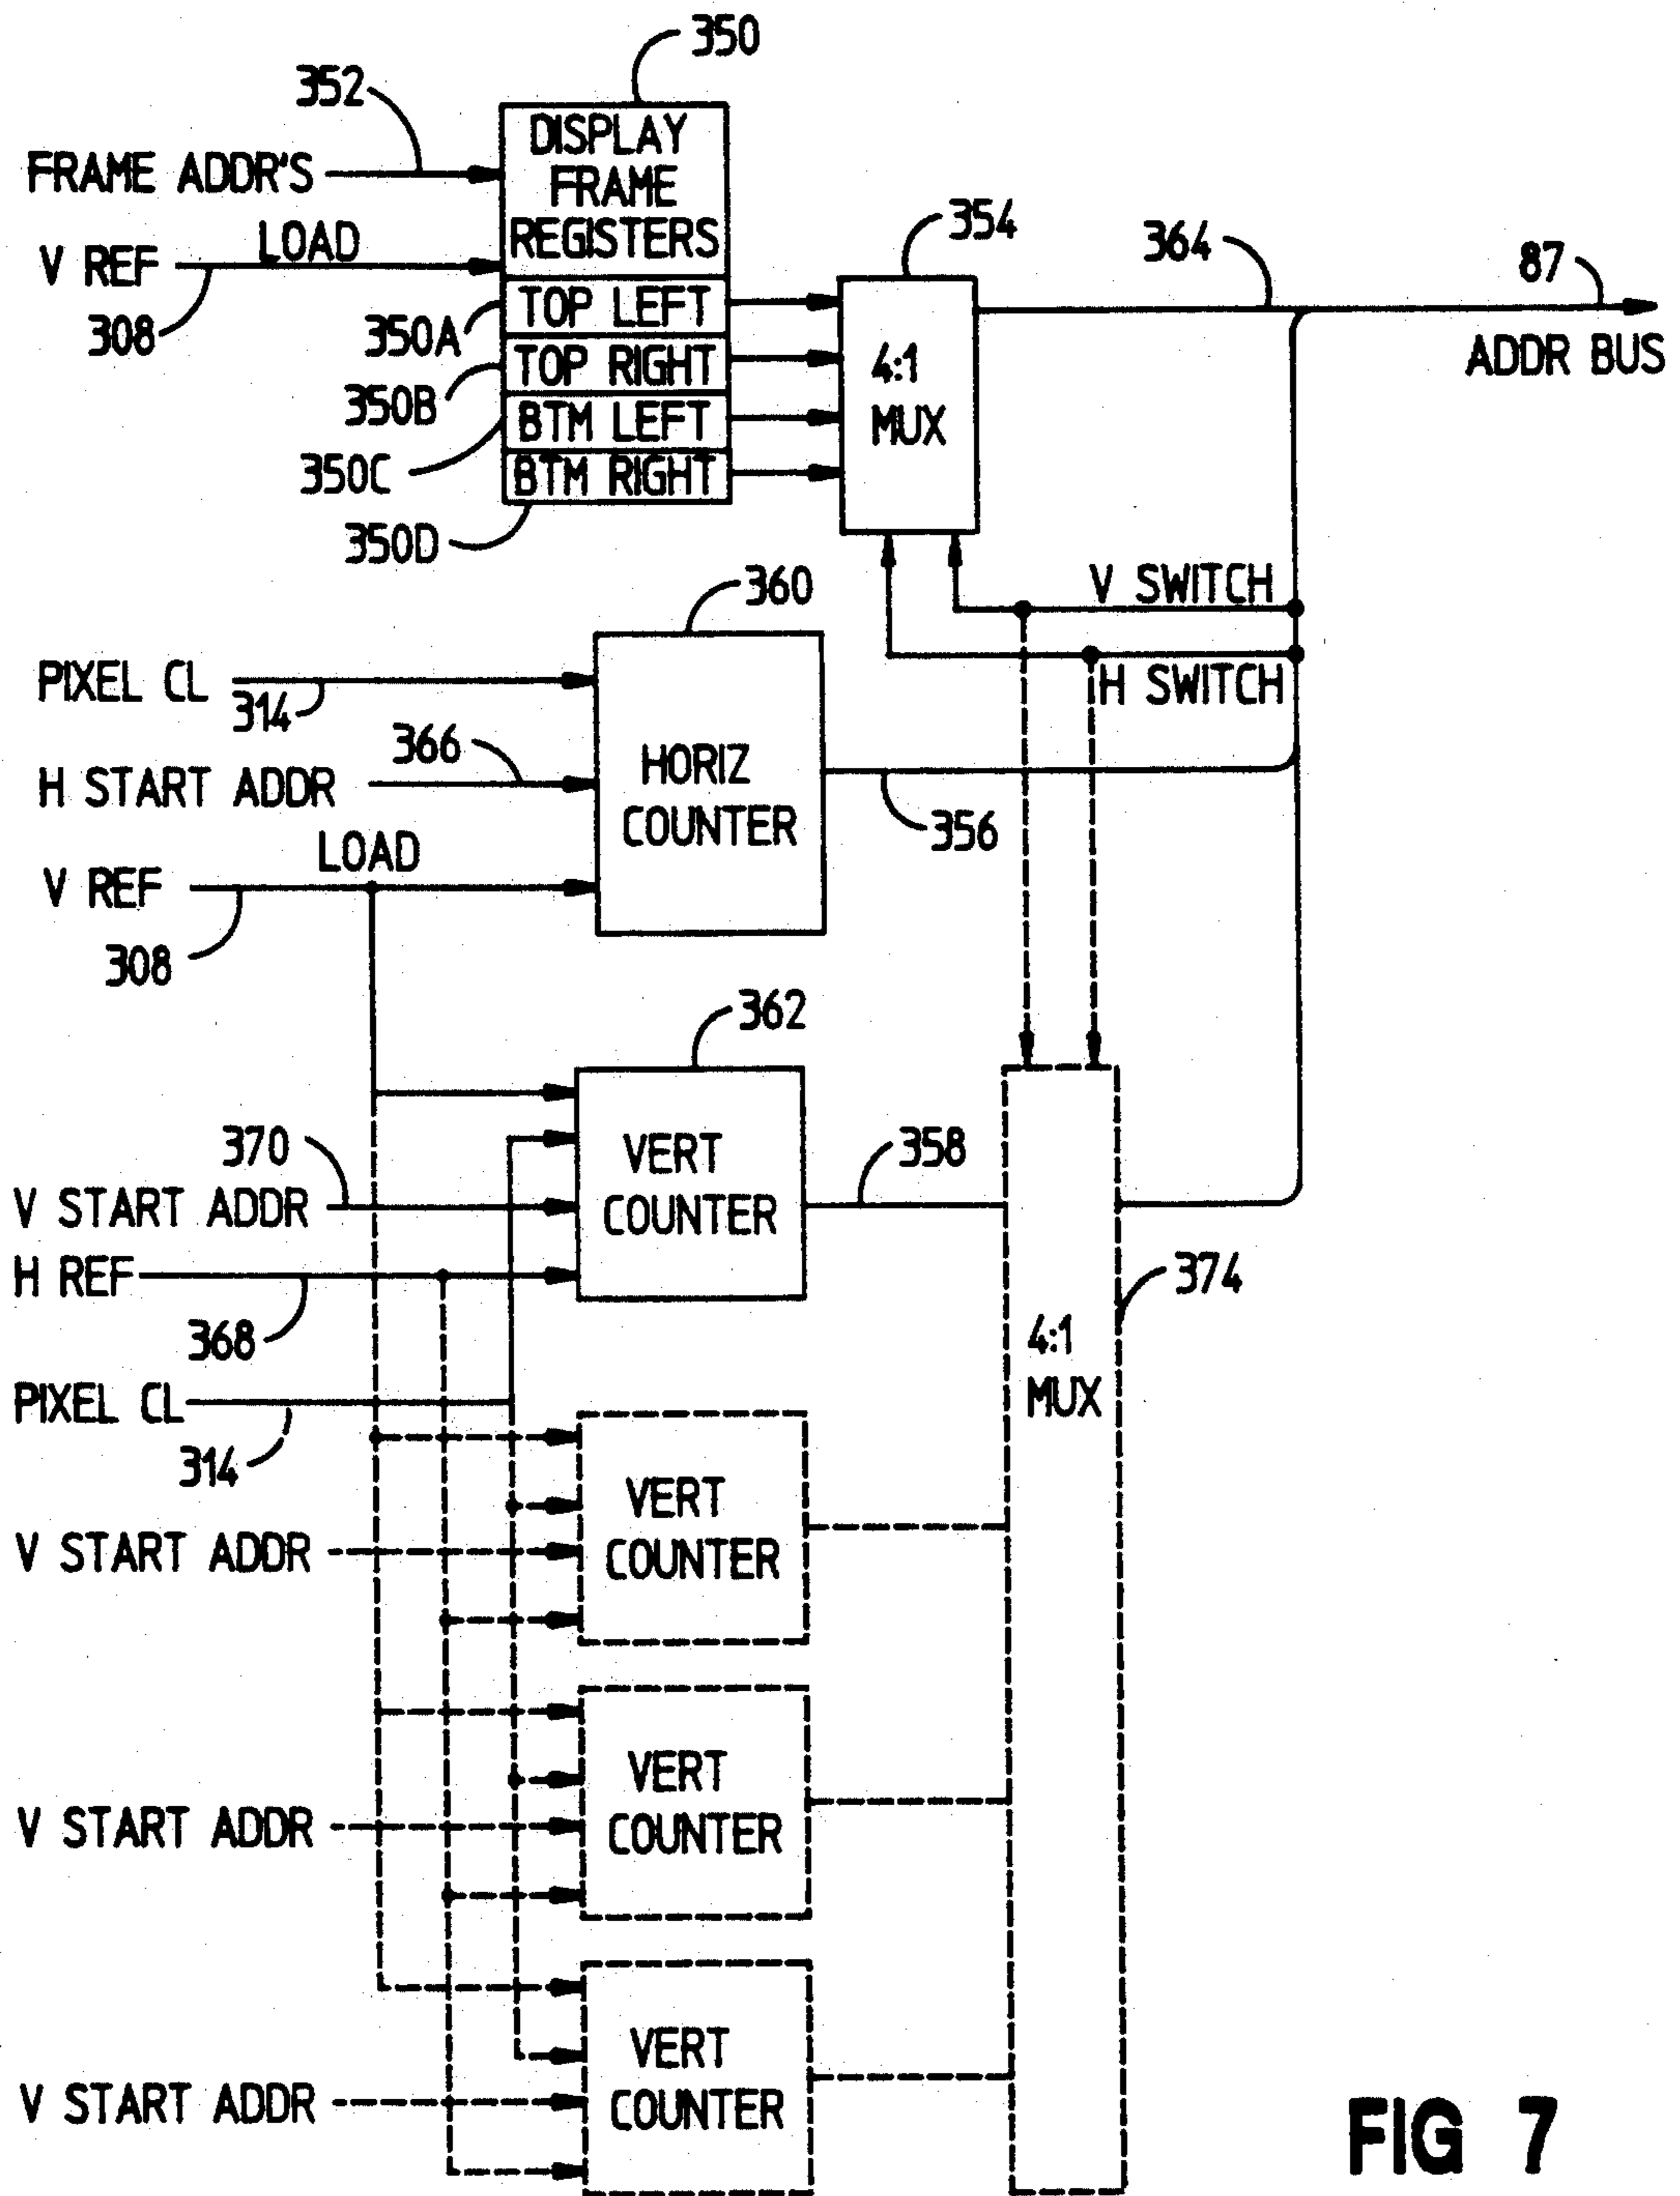 350
352
DISPLAY
FRAME
REGISTERS
FRAME ADDR'S
LOAD
V REF
308
354
364
87
ADDR BUS
350A
TOP LEFT
350B
TOP RIGHT
350C
BTM LEFT
350D
BTM RIGHT
4:1
MUX
V SWITCH
H SWITCH
360
PIXEL CL
314
366
H START ADDR
HORIZ
COUNTER
356
LOAD
V REF
308
362
370
VERT
COUNTER
358
V START ADDR
H REF
368
374
4:1
MUX
PIXEL CL
314
VERT
COUNTER
V START ADDR
VERT
COUNTER
V START ADDR
VERT
COUNTER
V START ADDR
FIG 7